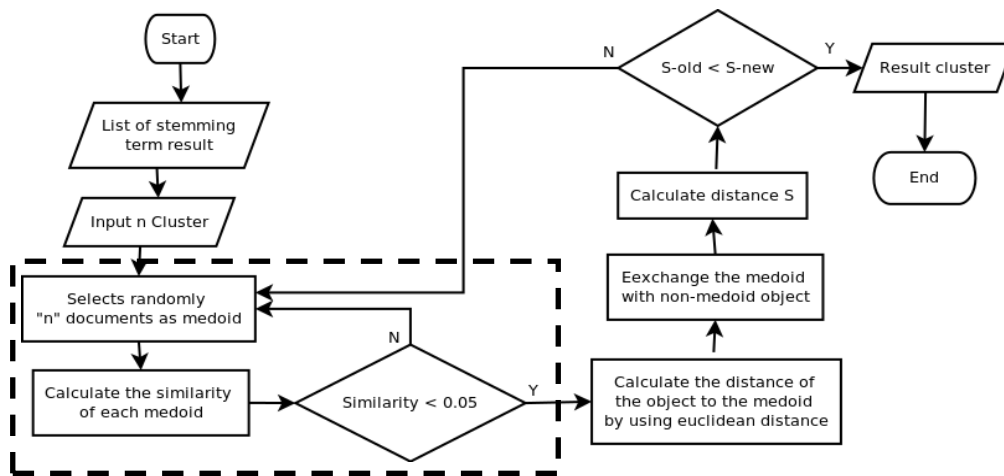 Start
List of stemming
term result
Input n Cluster
Selects randomly
"n" documents as medoid
Calculate the similarity
of each medoid
N
Similarity < 0.05
Y
Calculate the distance of
the object to the medoid
by using euclidean distance
Eexchange the medoid
with non-medoid object
Calculate distance S
N
S-old < S-new
Y
Result cluster
End